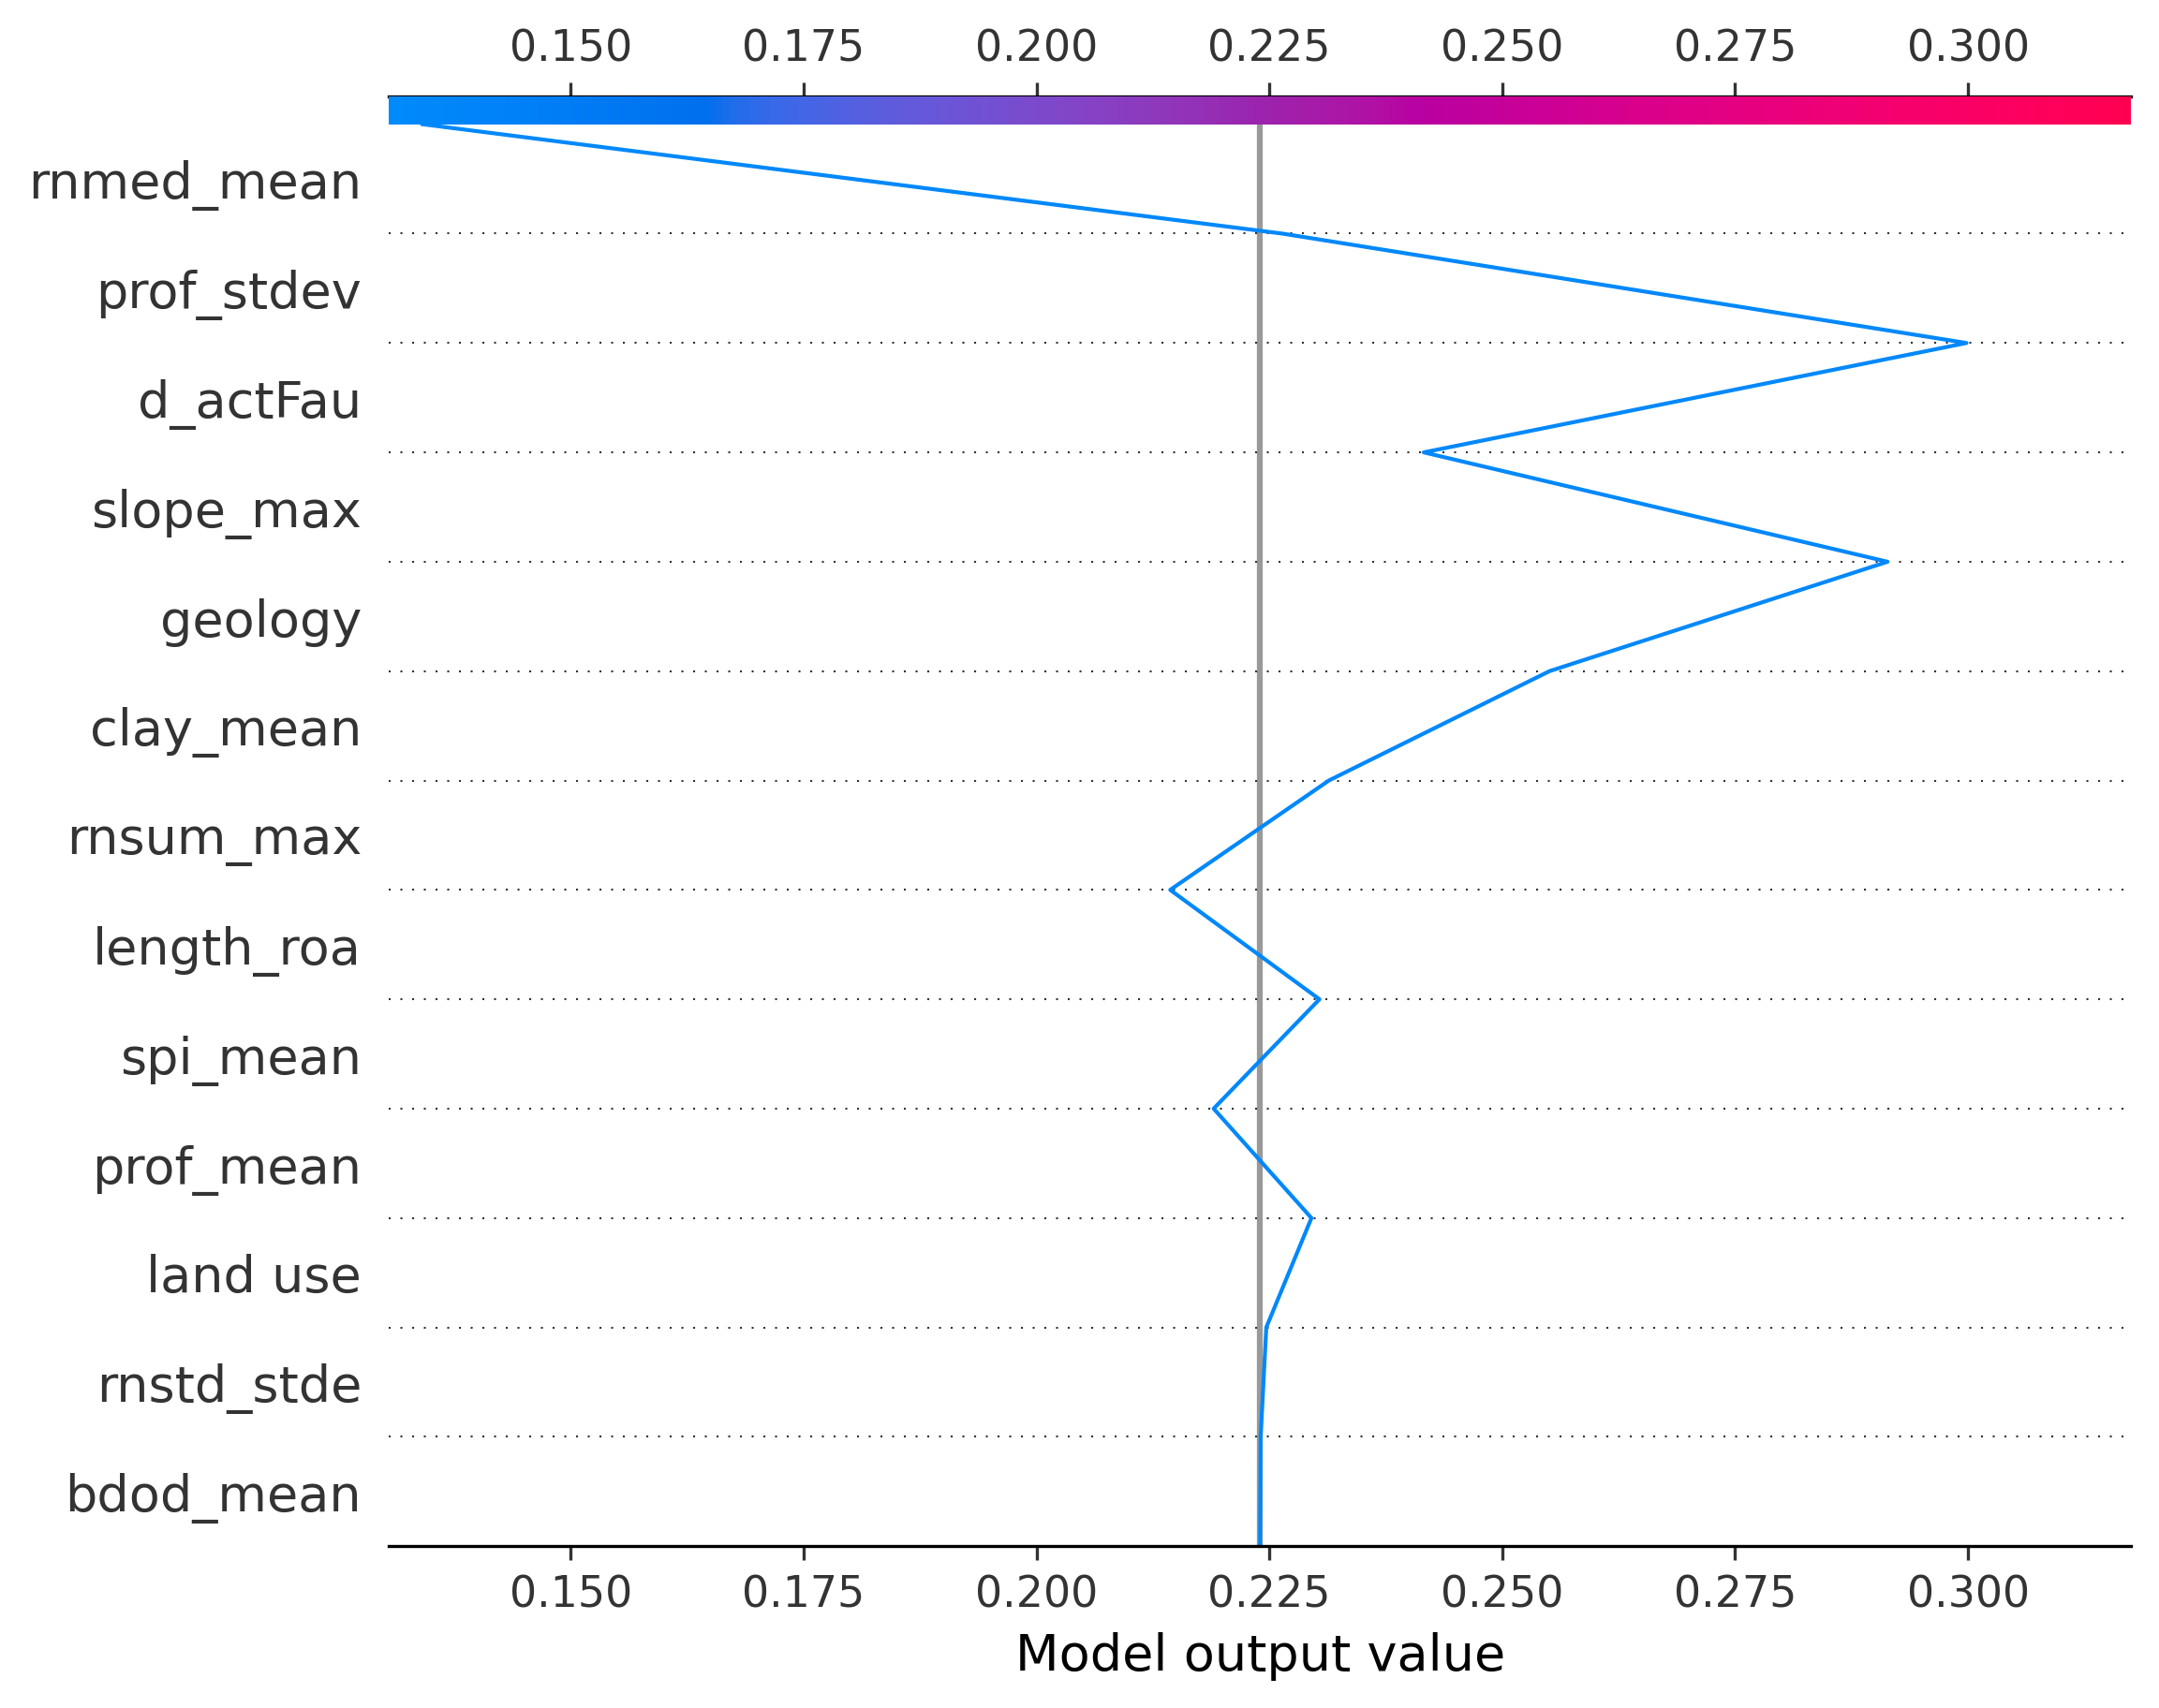 0.150 0.175 0.200 0.225 0.250 0.275 0.300
rnmed_mean
prof_stdev
d_actFau
slope_max
geology
clay_mean
rnsum_max
length_roa
spi_mean
prof_mean
land use
rnstd_stde
bdod_mean
0.150 0.175 0.200 0.225 0.250 0.275 0.300
Model output value